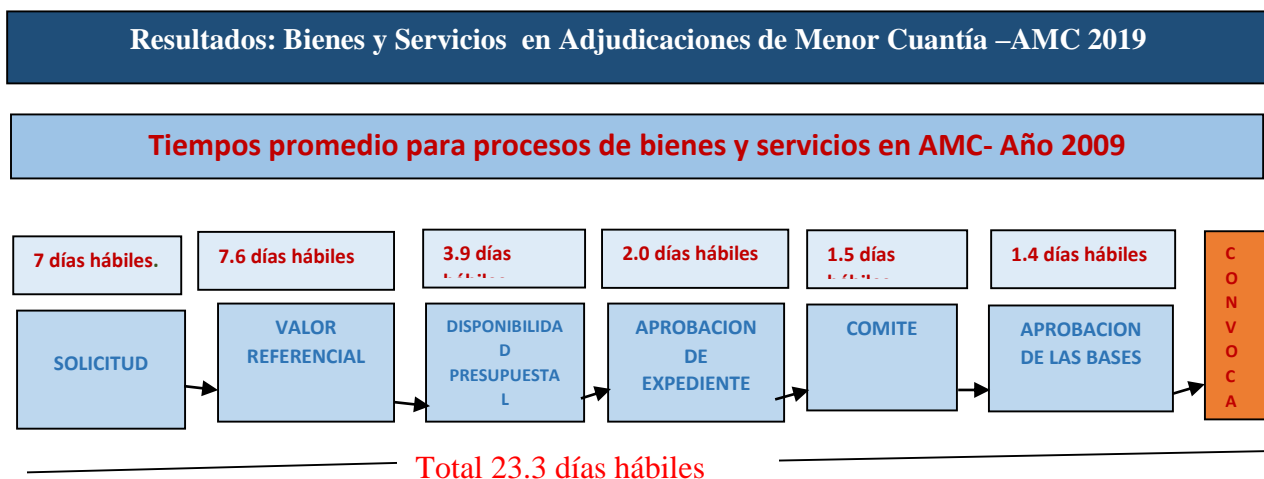 Resultados: Bienes y Servicios en Adjudicaciones de Menor Cuantía –AMC 2019
Tiempos promedio para procesos de bienes y servicios en AMC- Año 2009
7 días hábiles.
7.6 días hábiles
3.9 días
hábiles
2.0 días hábiles
1.5 días
hábiles
1.4 días hábiles
SOLICITUD
VALOR
REFERENCIAL
DISPONIBILIDA
D
PRESUPUESTA
L
APROBACION
DE
EXPEDIENTE
COMITE
APROBACION
DE LAS BASES
C
O
N
V
O
C
A
Total 23.3 días hábiles